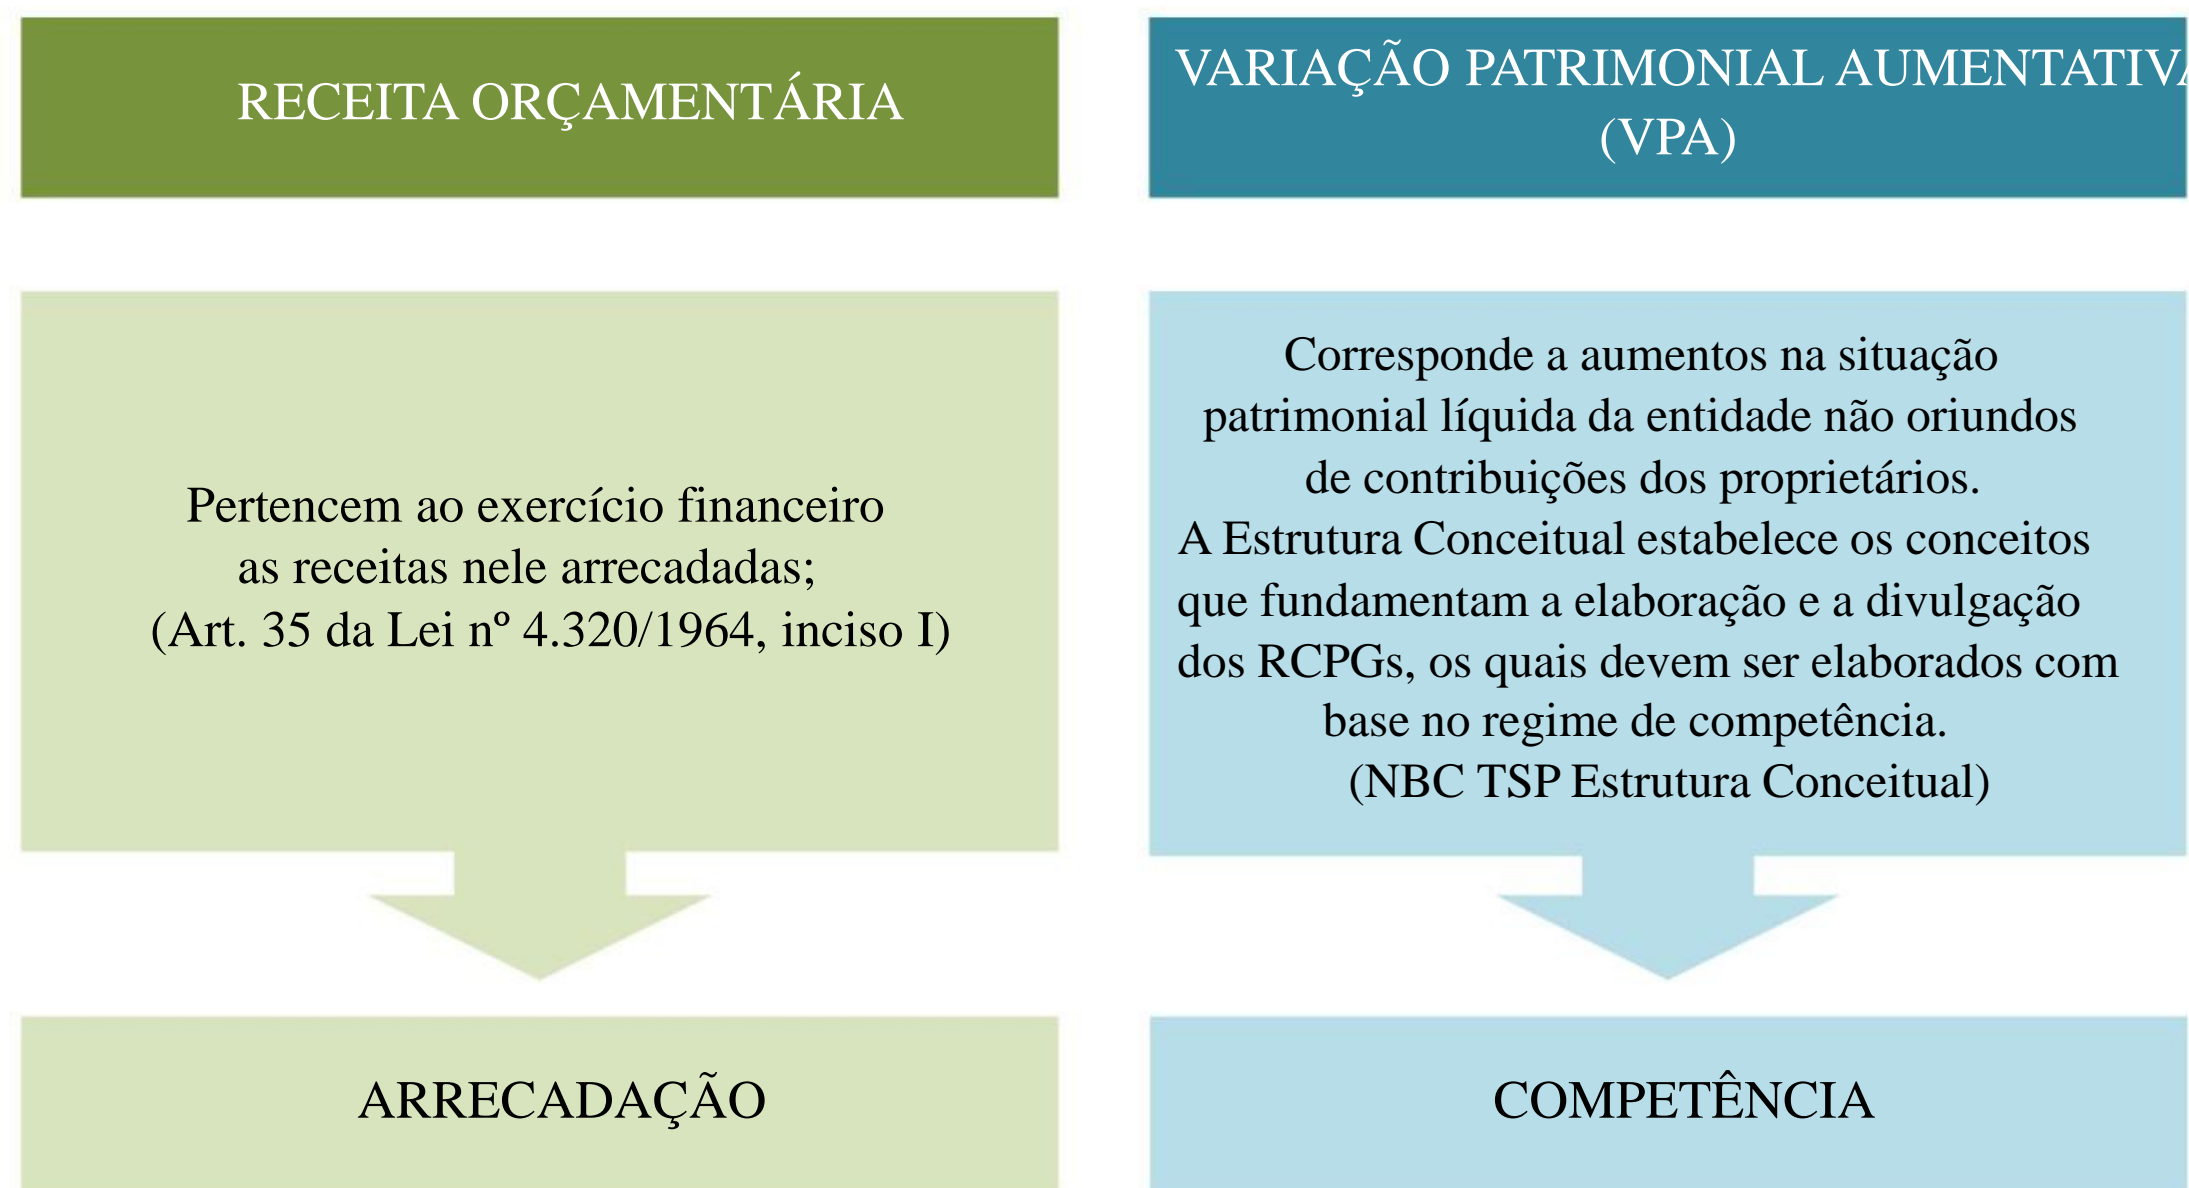 RECEITA ORÇAMENTÁRIA
VARIAÇÃO PATRIMONIAL AUMENTATIVA
(VPA)
Pertencem ao exercício financeiro
as receitas nele arrecadadas;
(Art. 35 da Lei nº 4.320/1964, inciso I)
Corresponde a aumentos na situação
patrimonial líquida da entidade não oriundos
de contribuições dos proprietários.
A Estrutura Conceitual estabelece os conceitos
que fundamentam a elaboração e a divulgação
dos RCPGs, os quais devem ser elaborados com
base no regime de competência.
(NBC TSP Estrutura Conceitual)
ARRECADAÇÃO
COMPETÊNCIA